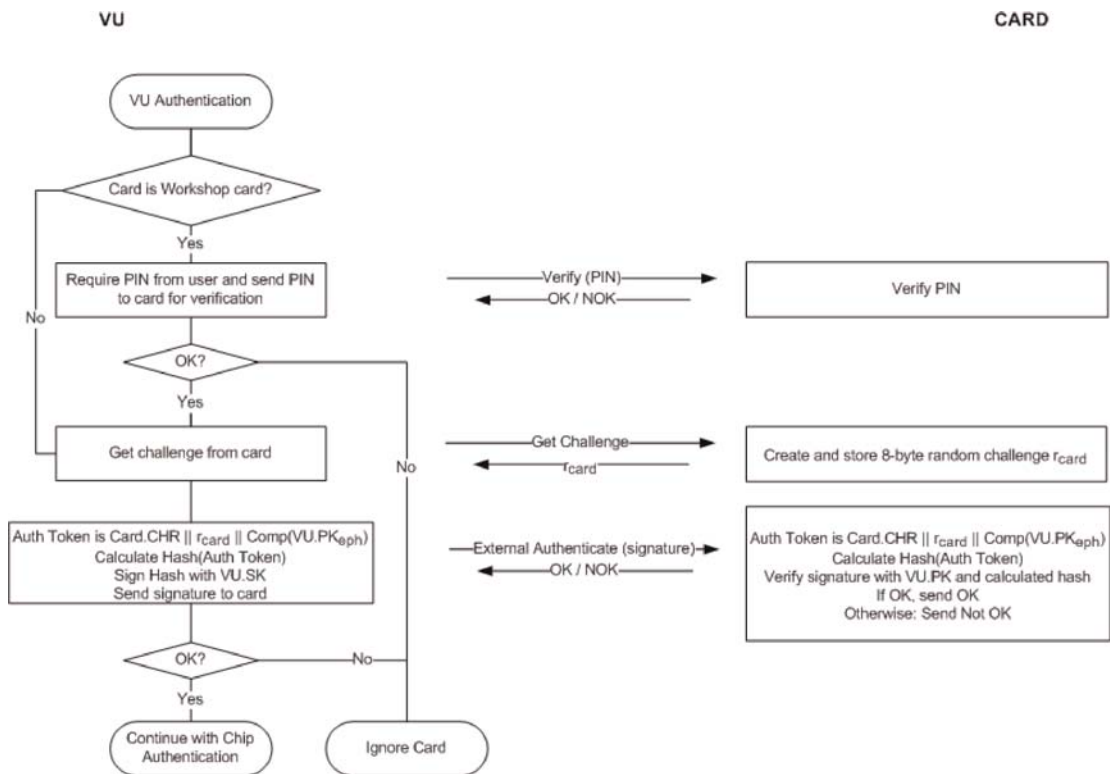 VU
CARD
VU Authentication
Card is Workshop card?
Yes
Require PIN from user and send PIN
to card for verification
Verify (PIN)
OK / NOK
Verify PIN
No
OK?
Yes
Get challenge from card
No
Get Challenge
rcard
Create and store 8-byte random challenge rcard
Auth Token is Card.CHR || rcard || Comp(VU.PKeph)
Calculate Hash(Auth Token)
Sign Hash with VU.SK
Send signature to card
External Authenticate (signature)
OK / NOK
Auth Token is Card.CHR || rcard || Comp(VU.PKeph)
Calculate Hash(Auth Token)
Verify signature with VU.PK and calculated hash
If OK, send OK
Otherwise: Send Not OK
OK?
No
Yes
Continue with Chip
Authentication
Ignore Card